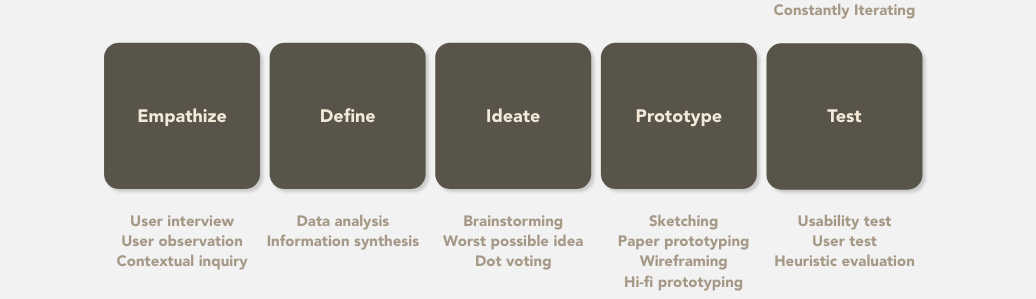 Constantly Iterating
Empathize
Define
Ideate
Prototype
Test
User interview
User observation
Contextual inquiry
Data analysis
Information synthesis
Brainstorming
Worst possible idea
Dot voting
Sketching
Paper prototyping
Wireframing
Hi-fi prototyping
Usability test
User test
Heuristic evaluation